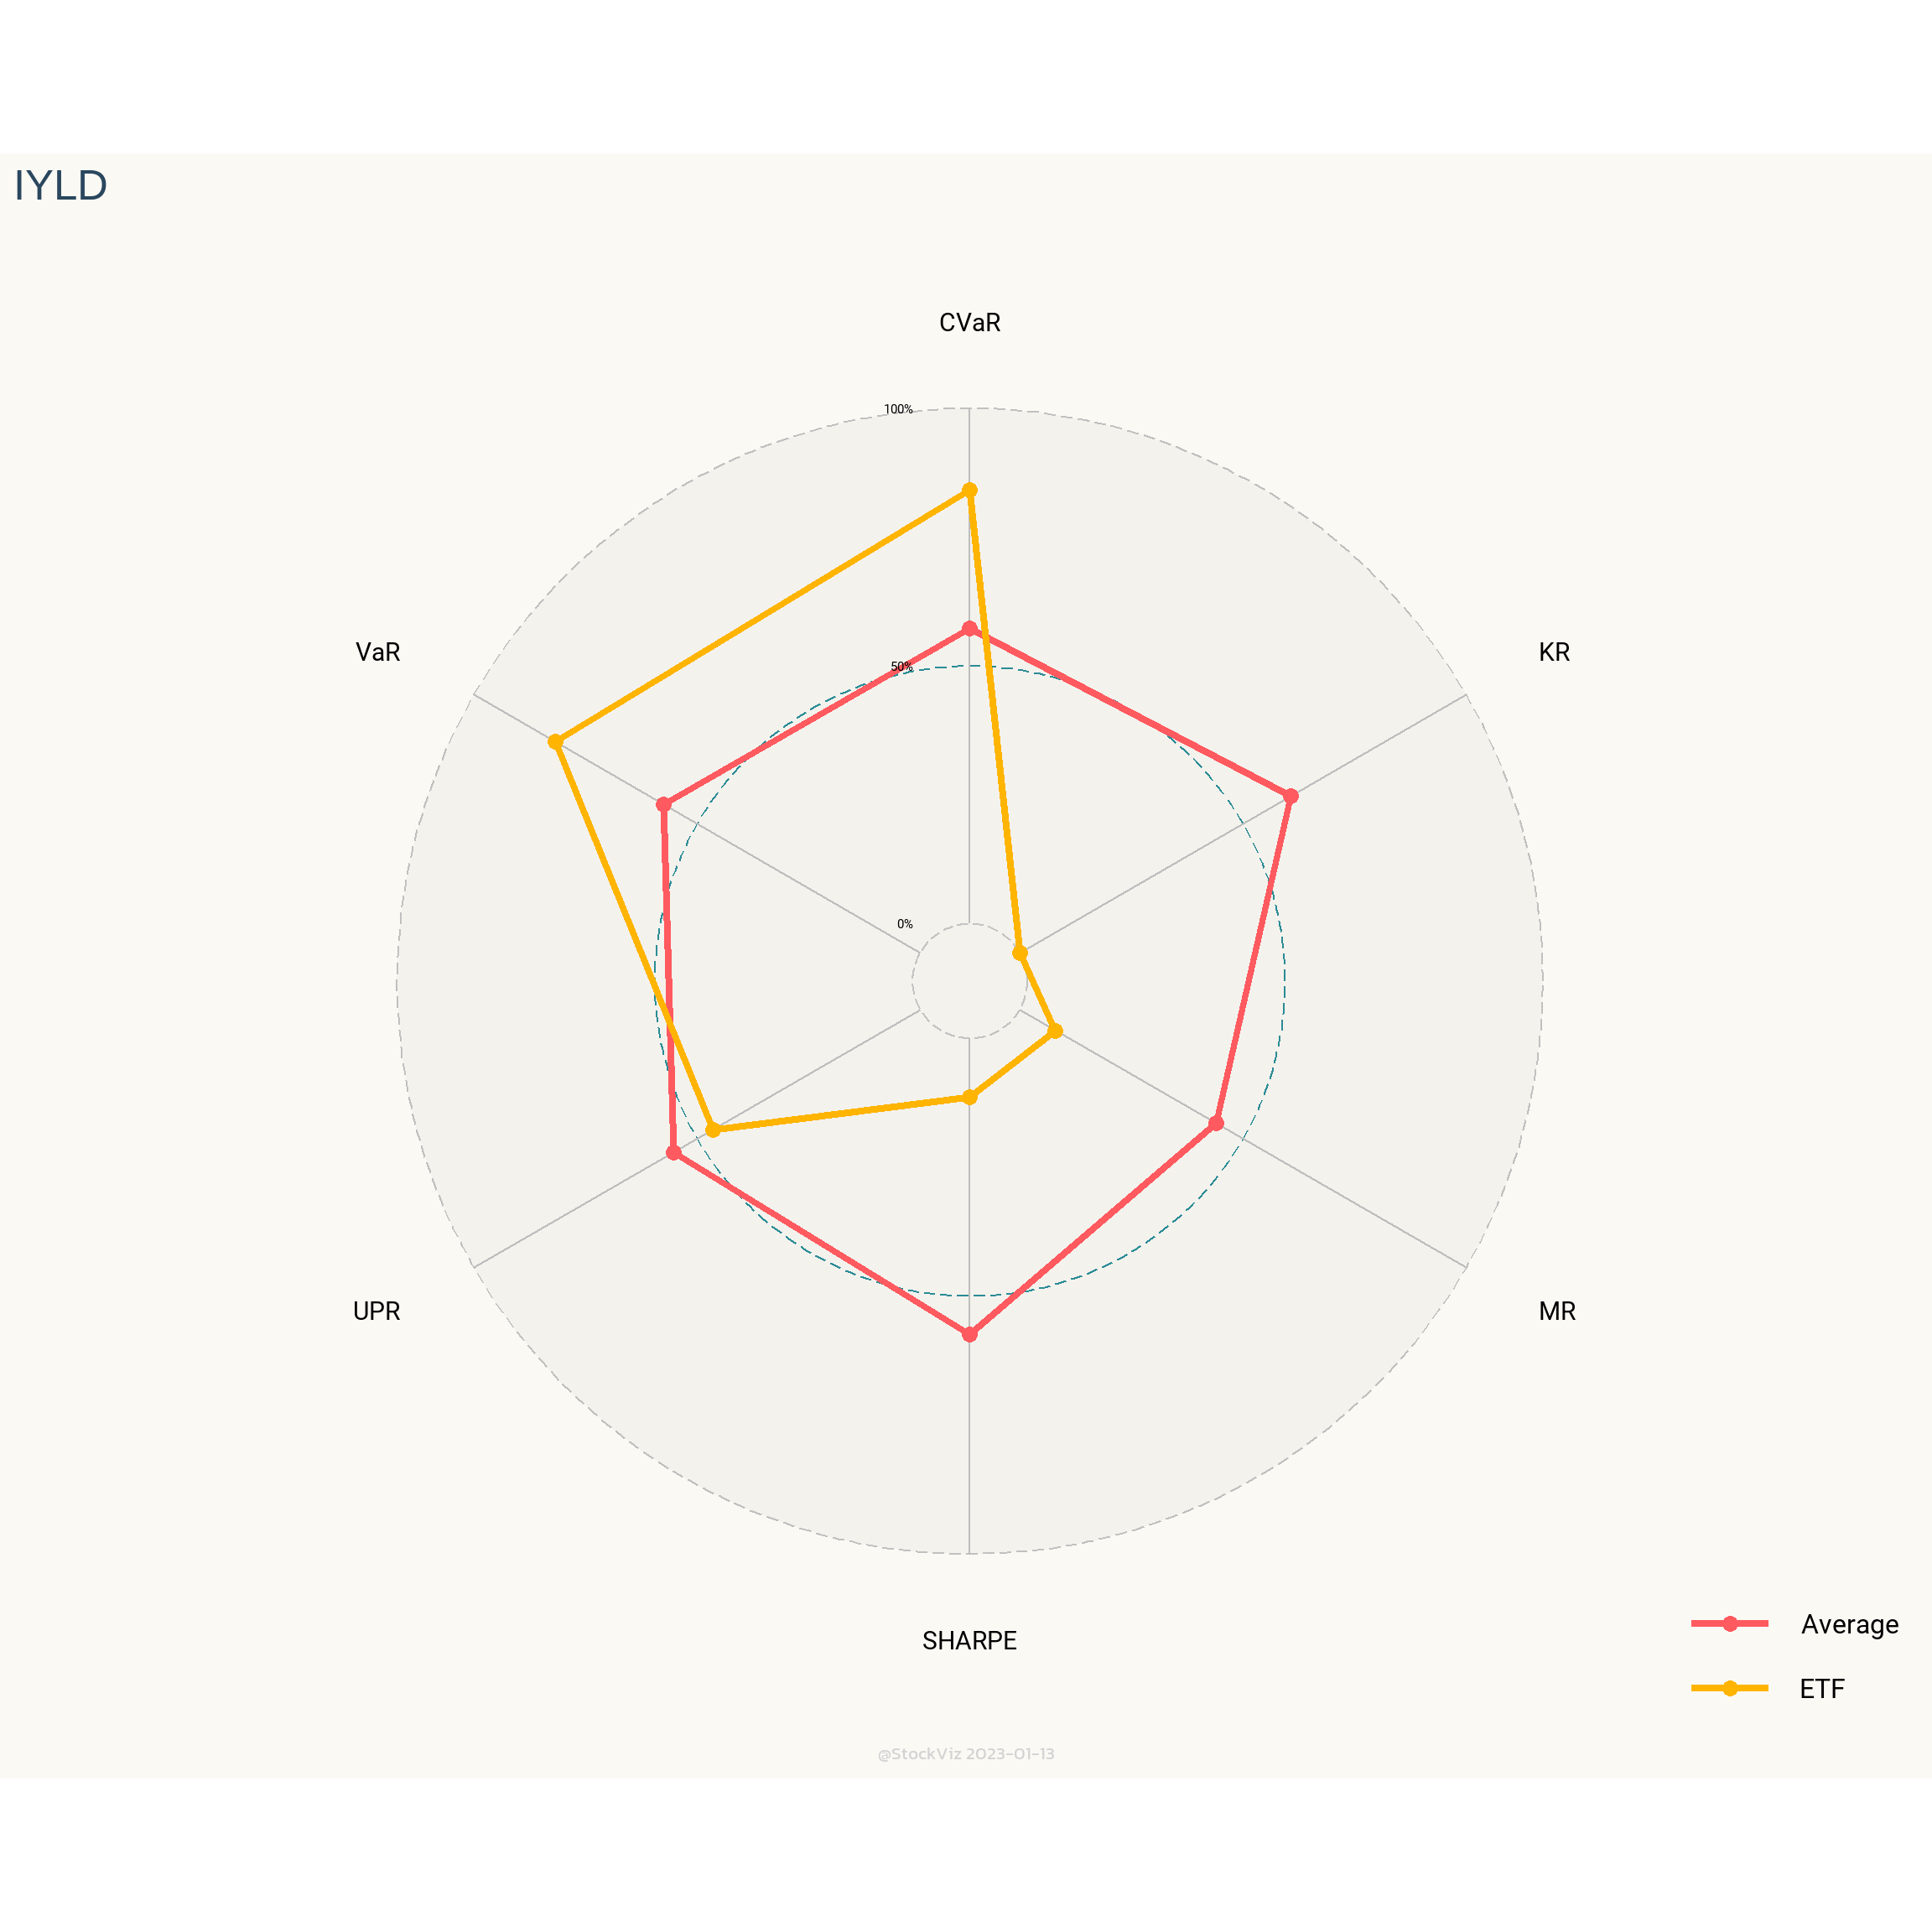 IYLD
CVaR
100%
KR
VaR
50%
0%
UPR
MR
SHARPE
Average
ETF
@StockViz 2023-01-13